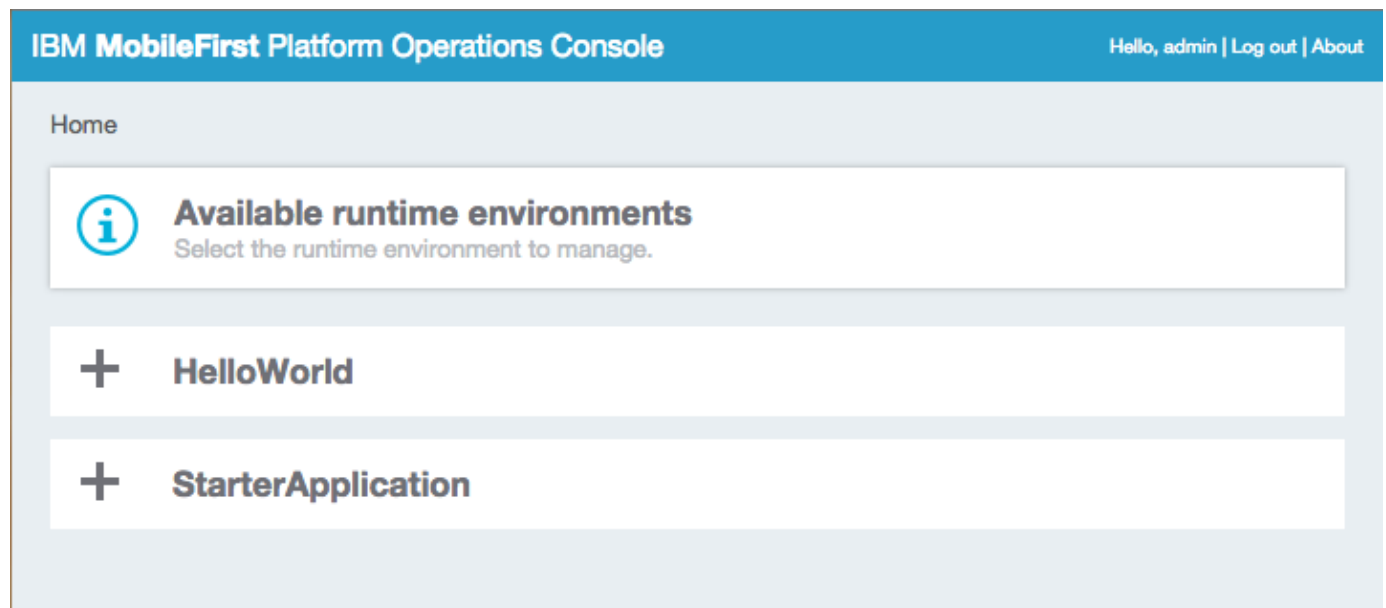 IBM MobileFirst Platform Operations Console
Hello, admin | Log out | About
Home
Available runtime environments
Select the runtime environment to manage.
HelloWorld
StarterApplication